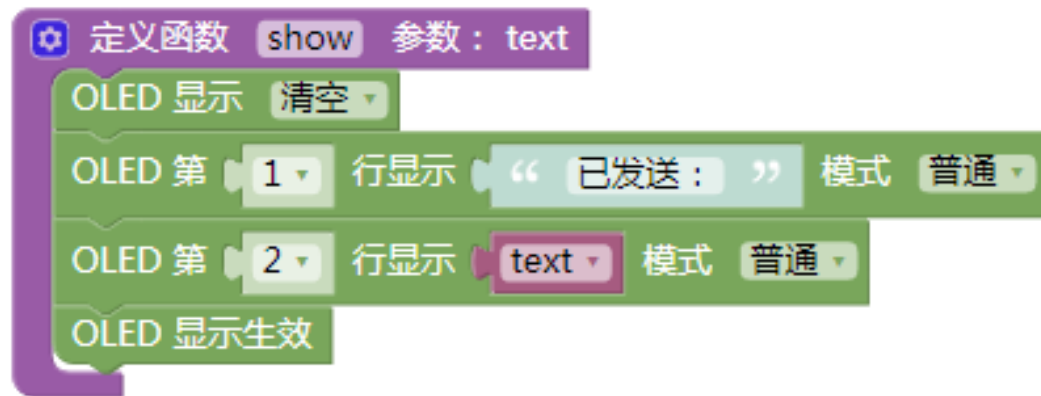 定义函数 show 参数： text
OLED 显示 清空
OLED 第 1 行显示 “ 已发送： ” 模式 普通
OLED 第 2 行显示 text 模式 普通
OLED 显示生效